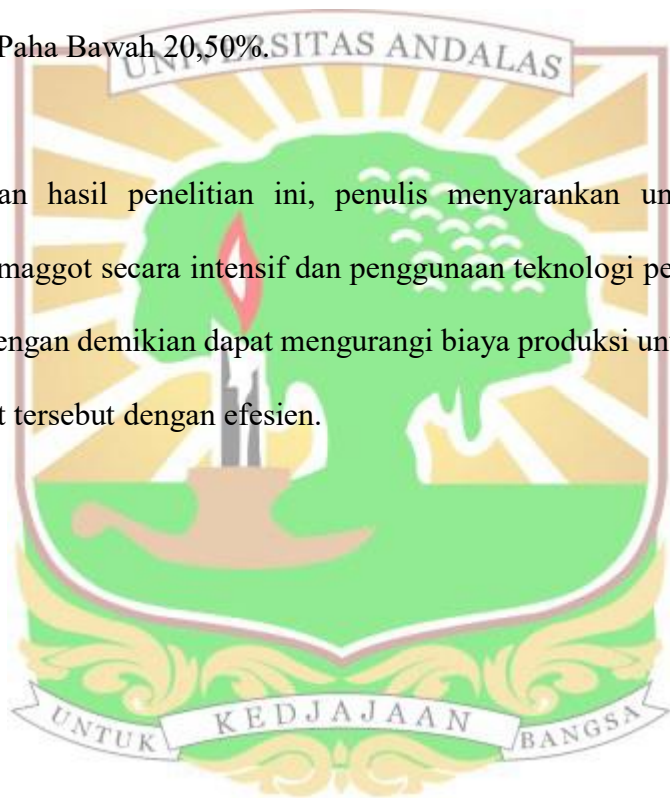 Paha Bawah 20,50%.
UNIVERSITAS ANDALAS
an hasil penelitian ini, penulis menyarankan un
maggot secara intensif dan penggunaan teknologi pe
engan demikian dapat mengurangi biaya produksi un
t tersebut dengan efesien.
UNTUK KEDJAJAAN BANGSA